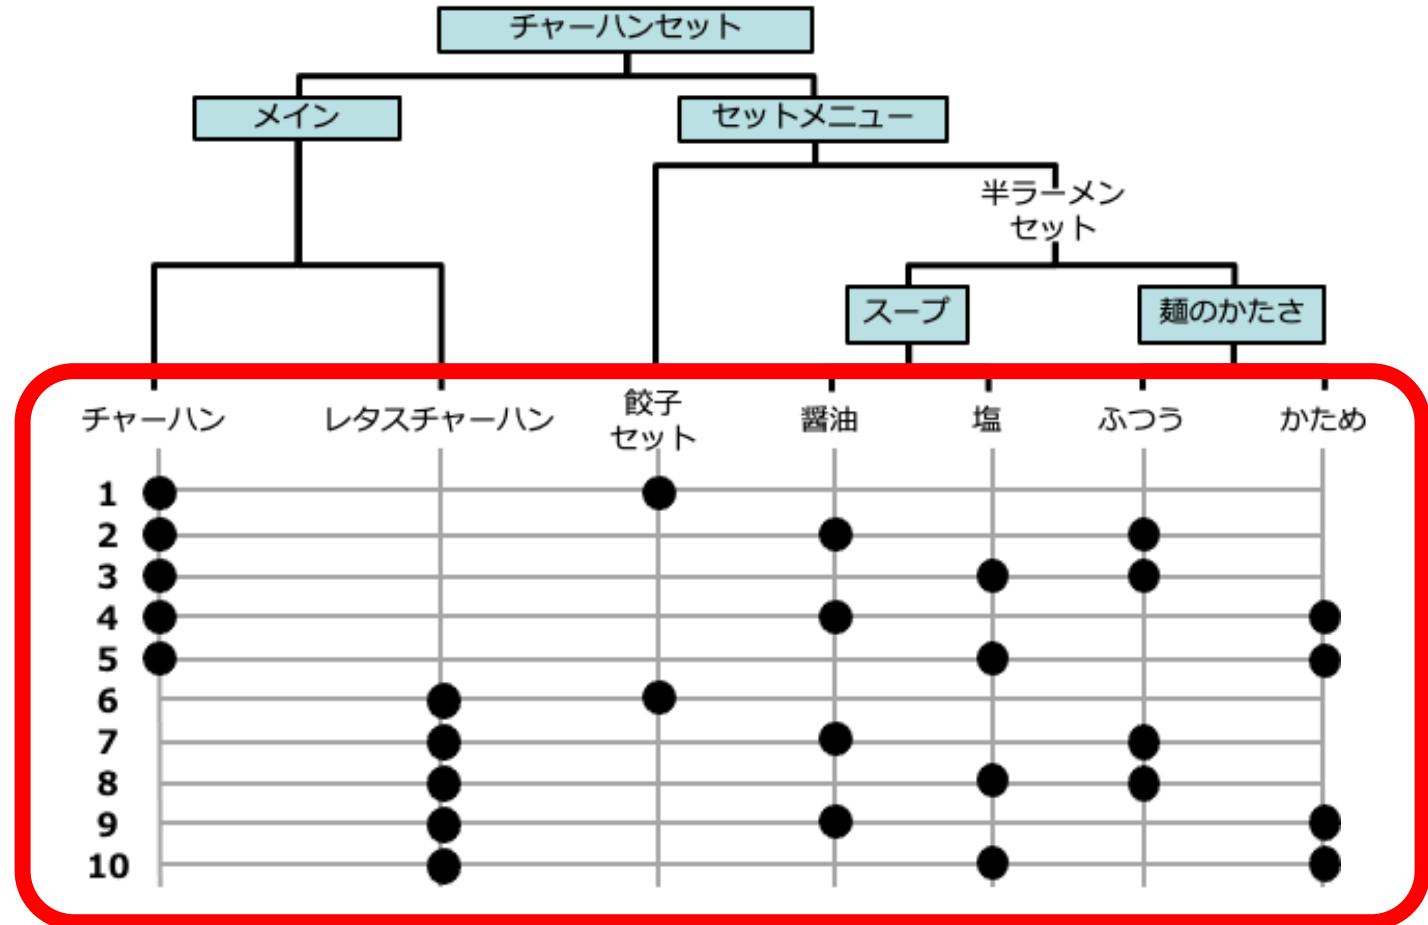 チャーハンセット
メイン
セットメニュー
半ラーメン
セット
スープ
麺のかたさ
チャーハン
レタスチャーハン
餃子
セット
醤油
塩
ふつう
かため
1
2
3
4
5
6
7
8
9
10